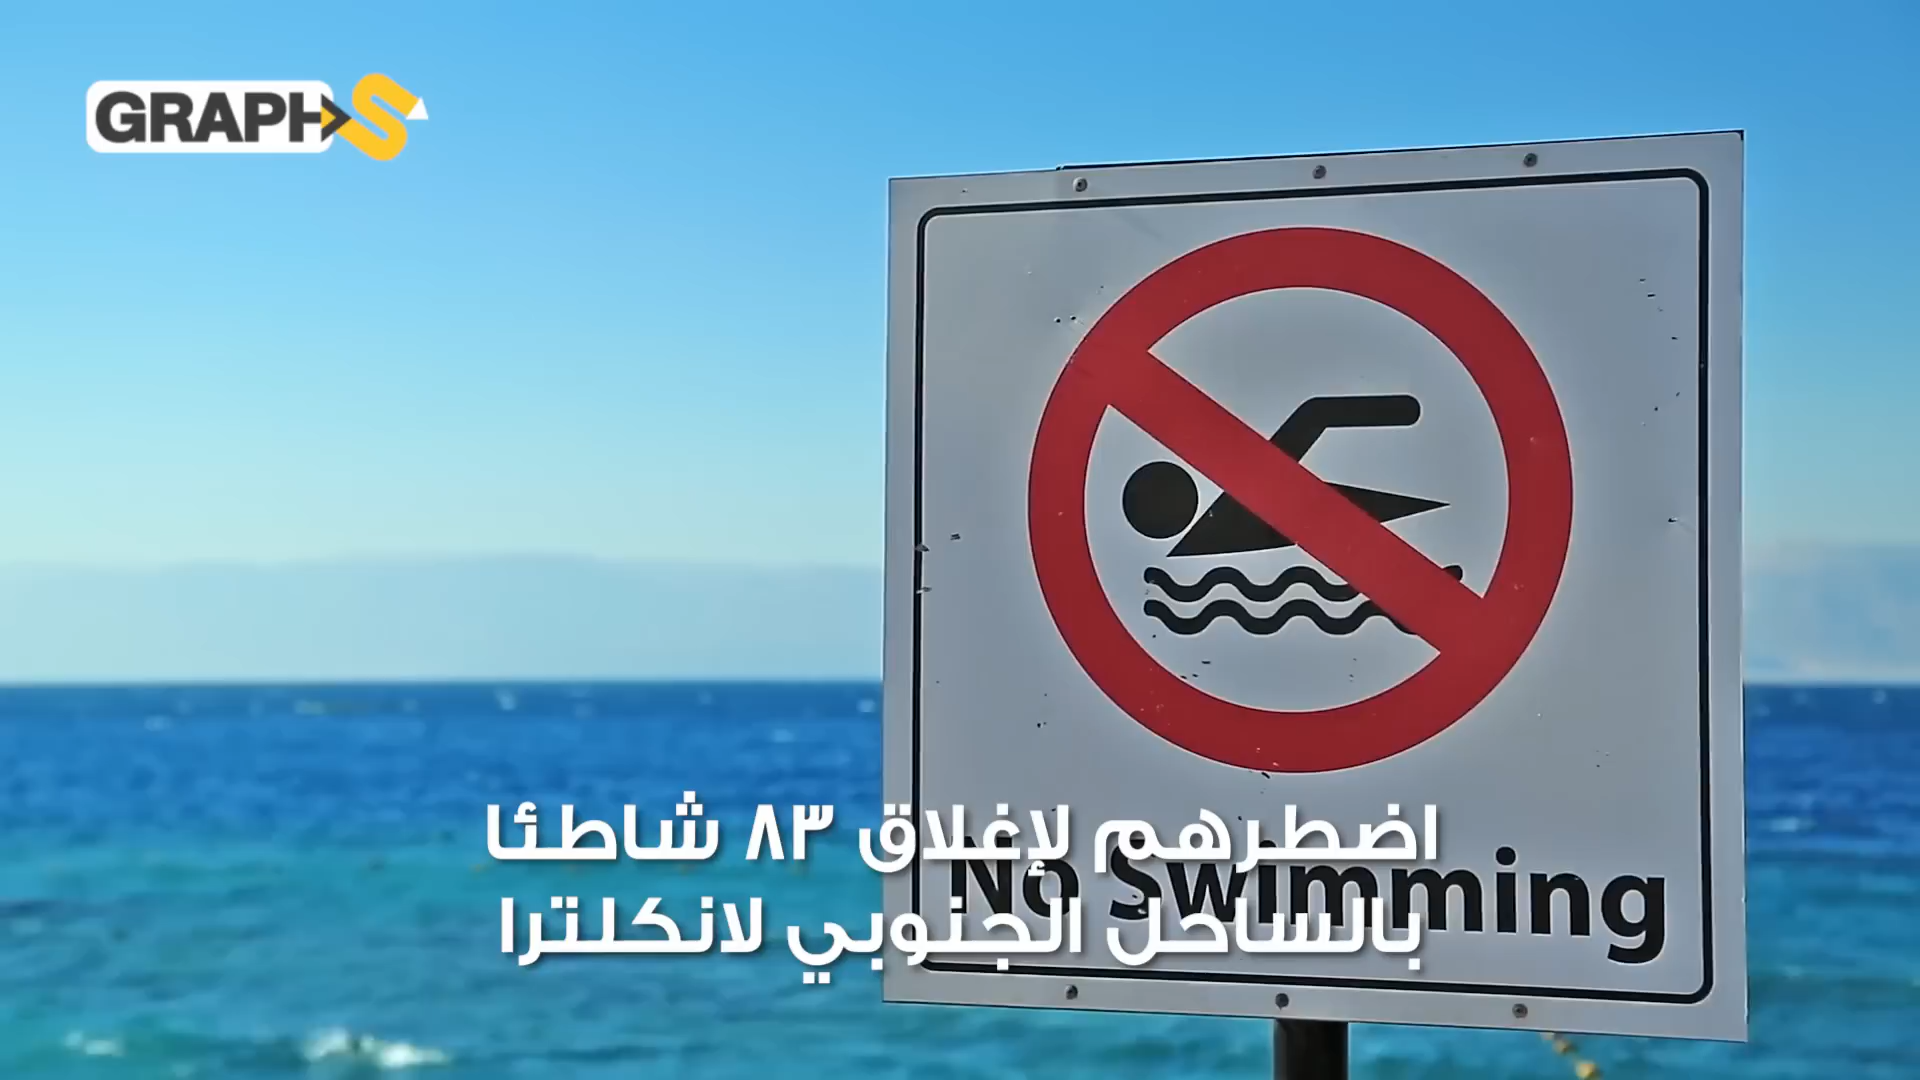 GRAPHS
اضطرهم لإغلاق ٨٣ شاطئا
بالساحل الجنوبي لانكلترا
No Swimming